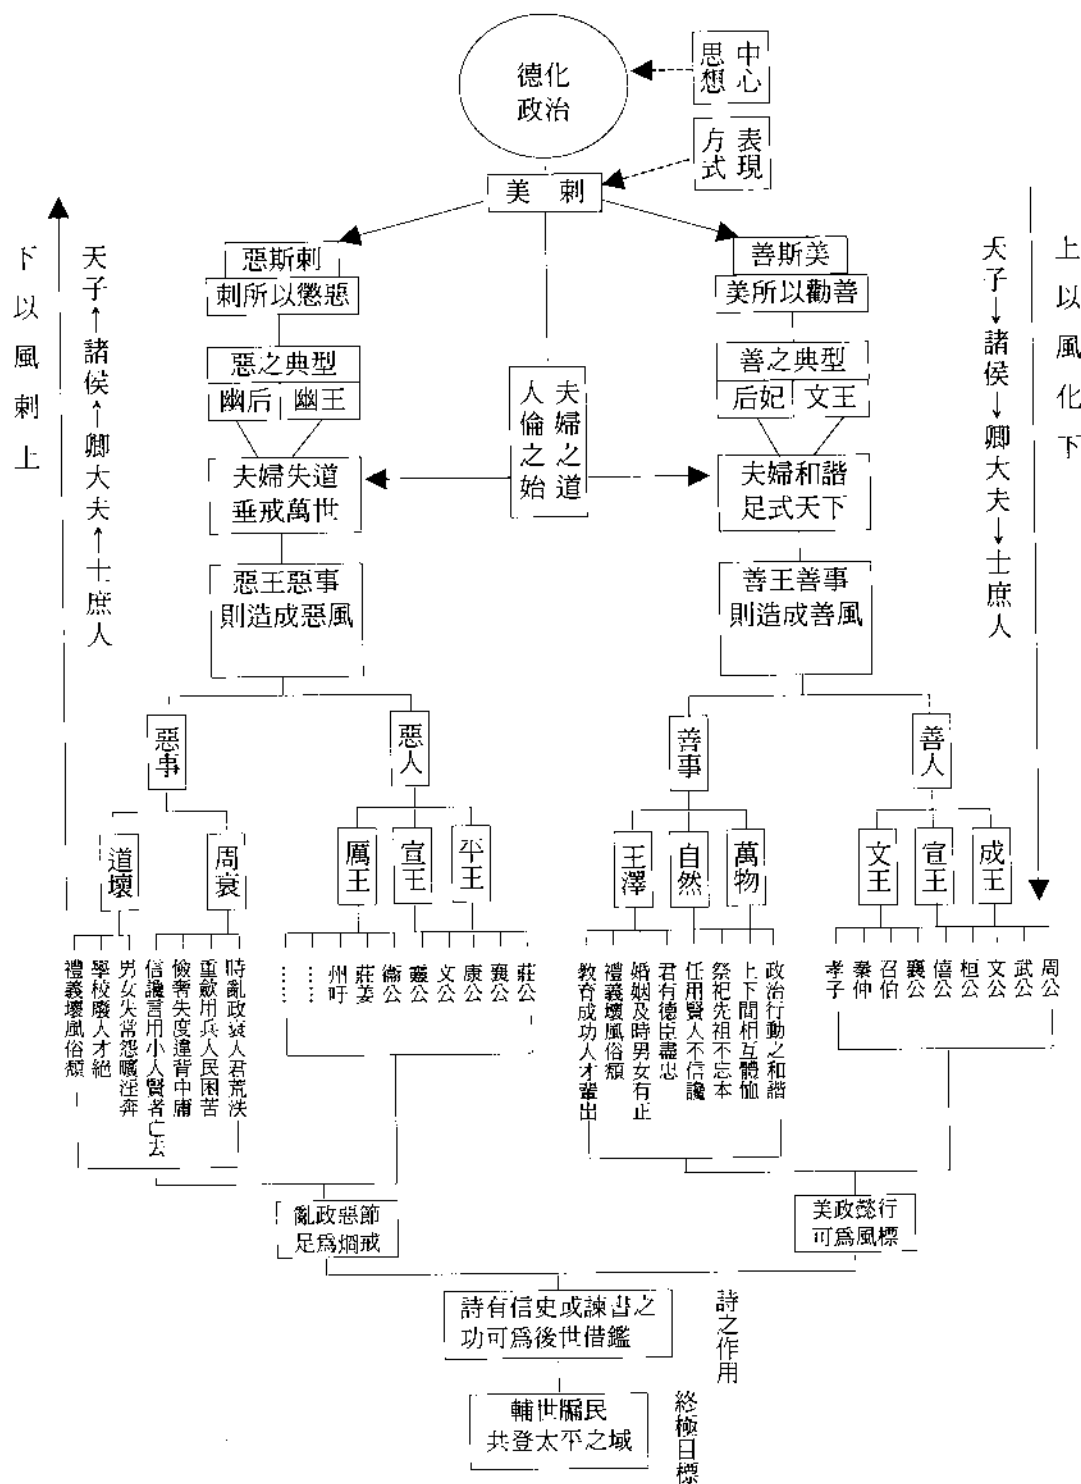 德化
政治
中心
思想
表現
方式
美 刺
惡斯刺
刺所以懲惡
善斯美
美所以勸善
惡之典型
幽后 幽王
善之典型
后妃 文王
夫婦之道
人倫之始
夫婦失道
垂戒萬世
夫婦和諧
足式天下
惡王惡事
則造成惡風
善王善事
則造成善風
上以風化下
天子→諸侯→卿大夫→士庶人
天子←諸侯←卿大夫←士庶人
下以風刺上
惡事
惡人
善事
善人
道壞
周衰
厲王
宣王
平王
王澤
自然
萬物
文王
宣王
成王
禮義壞風俗頹
學校廢人才絕
男女失常怨曠淫奔
信讒言用小人賢者亡去
儉奢失度違背中庸
重斂用兵人民困苦
時亂政衰人君荒泆
……
……
州吁
莊姜
衞公
襄公
文公
康公
襄公
莊公
教育成功人才輩出
禮義壞風俗頹
婚姻及時男女有正
君有德臣盡忠
任用賢人不信讒
祭祀先祖不忘本
上下間相互體恤
政治行動之和諧
孝子
秦仲
召伯
襄公
僖公
桓公
文公
武公
周公
亂政惡節
足爲烱戒
美政懿行
可爲風標
詩有信史或諫書之
功可爲後世借鑑
詩之作用
輔世牖民
共登太平之域
終極目標